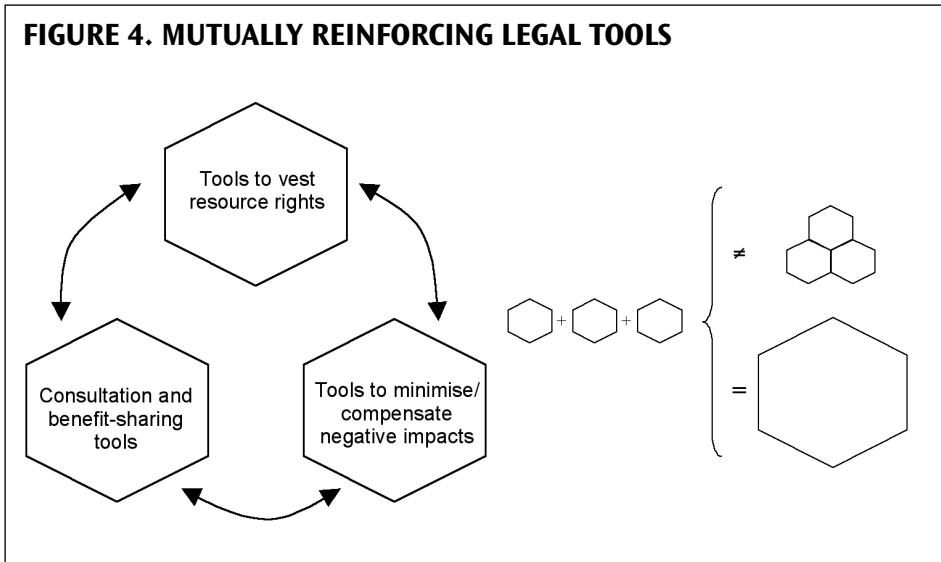 FIGURE 4. MUTUALLY REINFORCING LEGAL TOOLS
Tools to vest
resource rights
Consultation and
benefit-sharing
tools
Tools to minimise/
compensate
negative impacts
+ +
≠
=